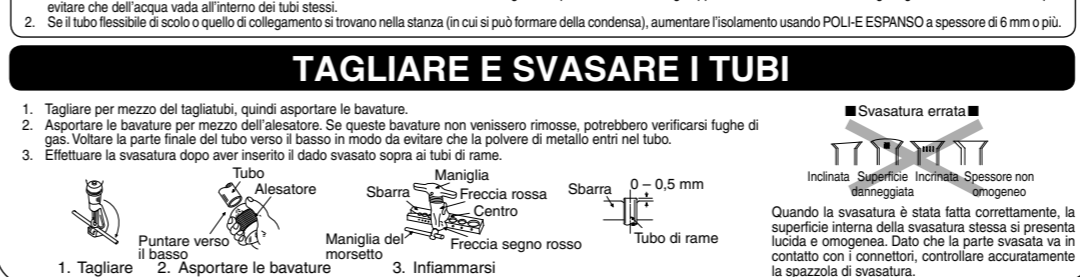 evitare che dell'acqua vada all'interno dei tubi stessi.
2. Se il tubo flessibile di scolo o quello di collegamento si trovano nella stanza (in cui si può formare della condensa), aumentare l'isolamento usando POLI-E ESPANSO a spessore di 6 mm o più.
TAGLIARE E SVASARE I TUBI
1. Tagliare per mezzo del tagliatubi, quindi asportare le bavature.
2. Asportare le bavature per mezzo dell'alesatore. Se queste bavature non venissero rimosse, potrebbero verificarsi fughe di
gas. Voltare la parte finale del tubo verso il basso in modo da evitare che la polvere di metallo entri nel tubo.
3. Effettuare la svasatura dopo aver inserito il dado svasato sopra ai tubi di rame.
Tubo
Alesatore
Puntare verso
il basso
Sbarra
Maniglia
Freccia rossa
Centro
Maniglia del
morsetto
Freccia segno rosso
Sbarra
0 – 0,5 mm
Tubo di rame
1. Tagliare
2. Asportare le bavature
3. Infiammarsi
■Svasatura errata■
Inclinata
Superficie
danneggiata
Incrinata
Spessore non
omogeneo
Quando la svasatura è stata fatta correttamente, la
superficie interna della svasatura stessa si presenta
lucida e omogenea. Dato che la parte svasata va in
contatto con i connettori, controllare accuratamente
la spazzola di svasatura.